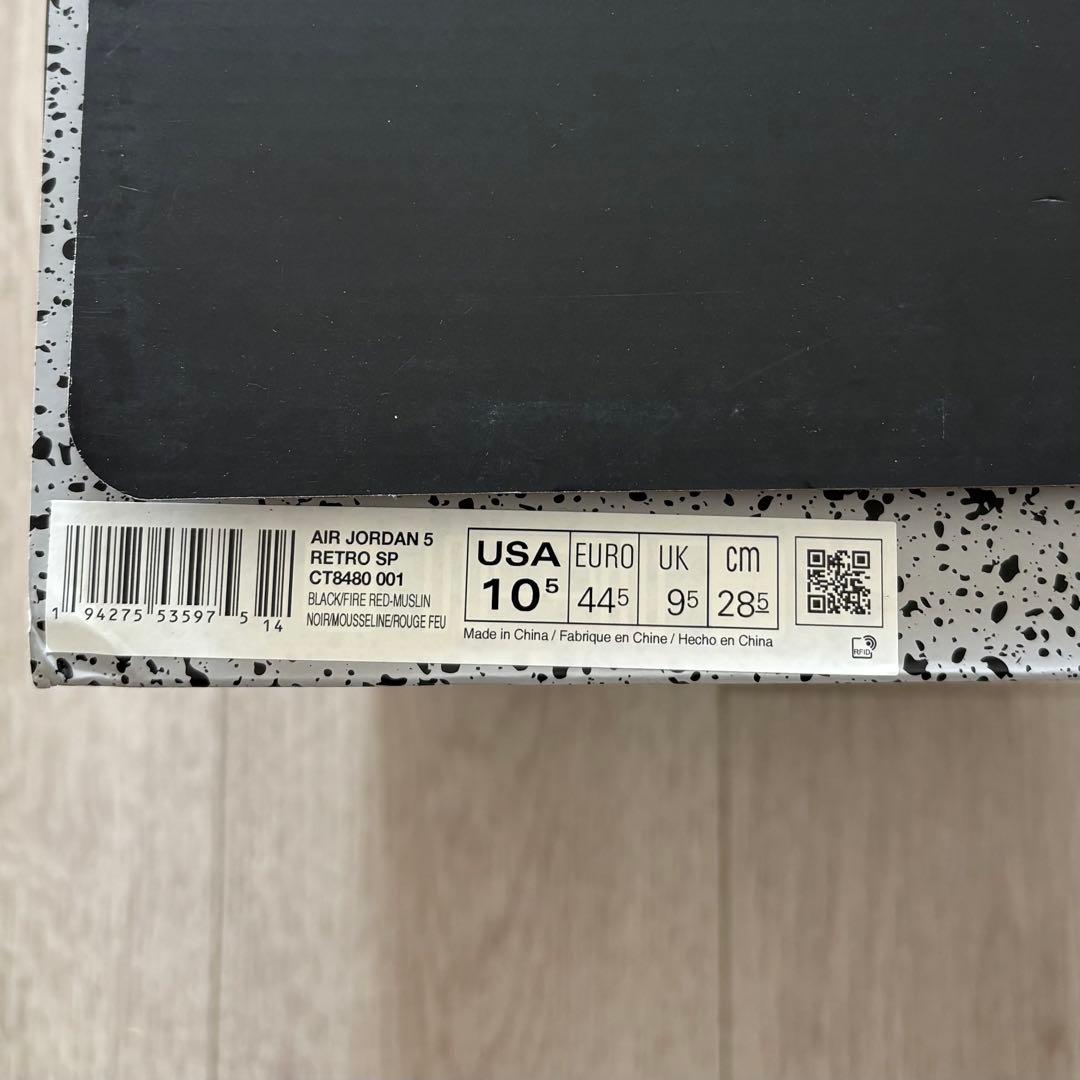 AIR JORDAN 5
RETRO SP
CT8480 001
BLACK/FIRE RED-MUSLIN
NOIR/MOUSSELINE/ROUGE FEU
1 94275 53597 5 14
USA EURO UK cm
10⁵ 44⁵ 9⁵ 28⁵
Made in China / Fabrique en Chine / Hecho en China
RFID